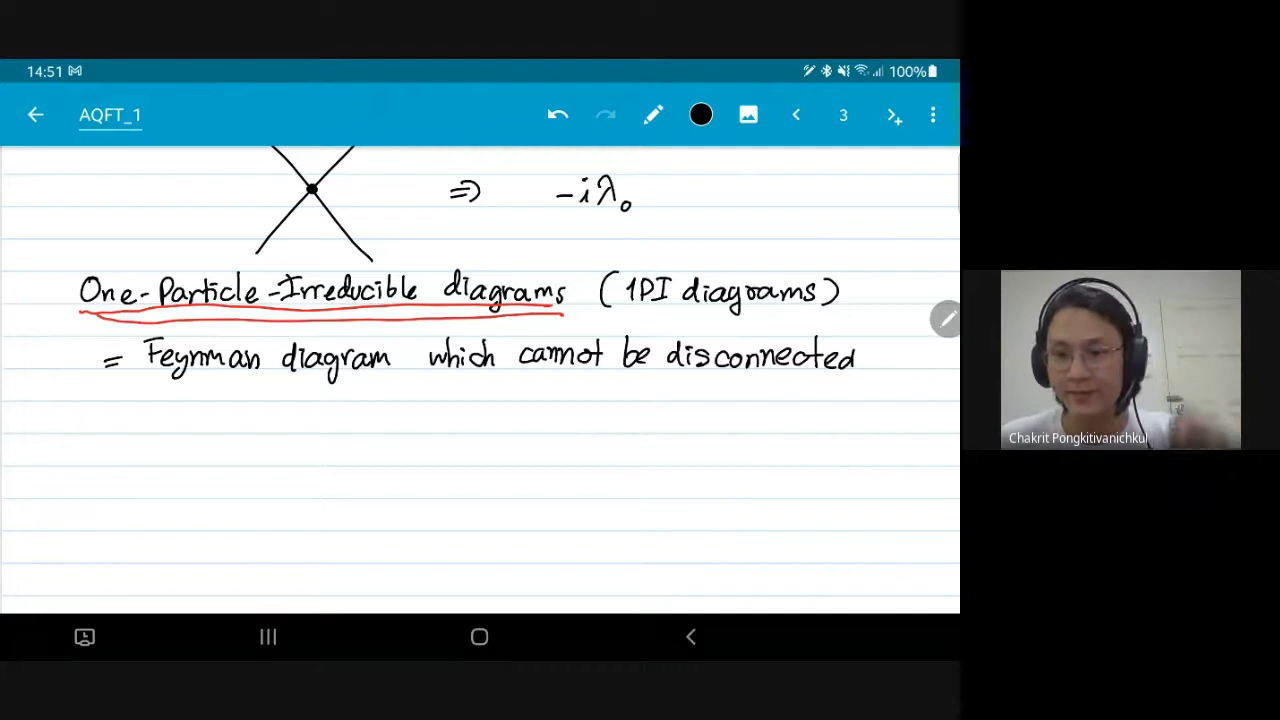 14:51 100%
AQFT_1 3
⇒ -iλ₀
One-Particle-Irreducible diagrams (1PI diagrams)
= Feynman diagram which cannot be disconnected
Chakrit Pongkitivanichkul